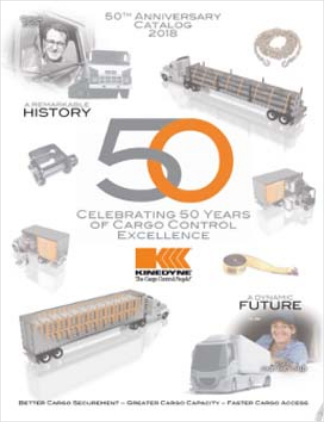 50TH ANNIVERSARY
CATALOG
2018
A REMARKABLE
HISTORY
50
CELEBRATING 50 YEARS
OF CARGO CONTROL
EXCELLENCE
KINEDYNE
"The Cargo Control People"
A DYNAMIC
FUTURE
BETTER CARGO SECUREMENT – GREATER CARGO CAPACITY – FASTER CARGO ACCESS